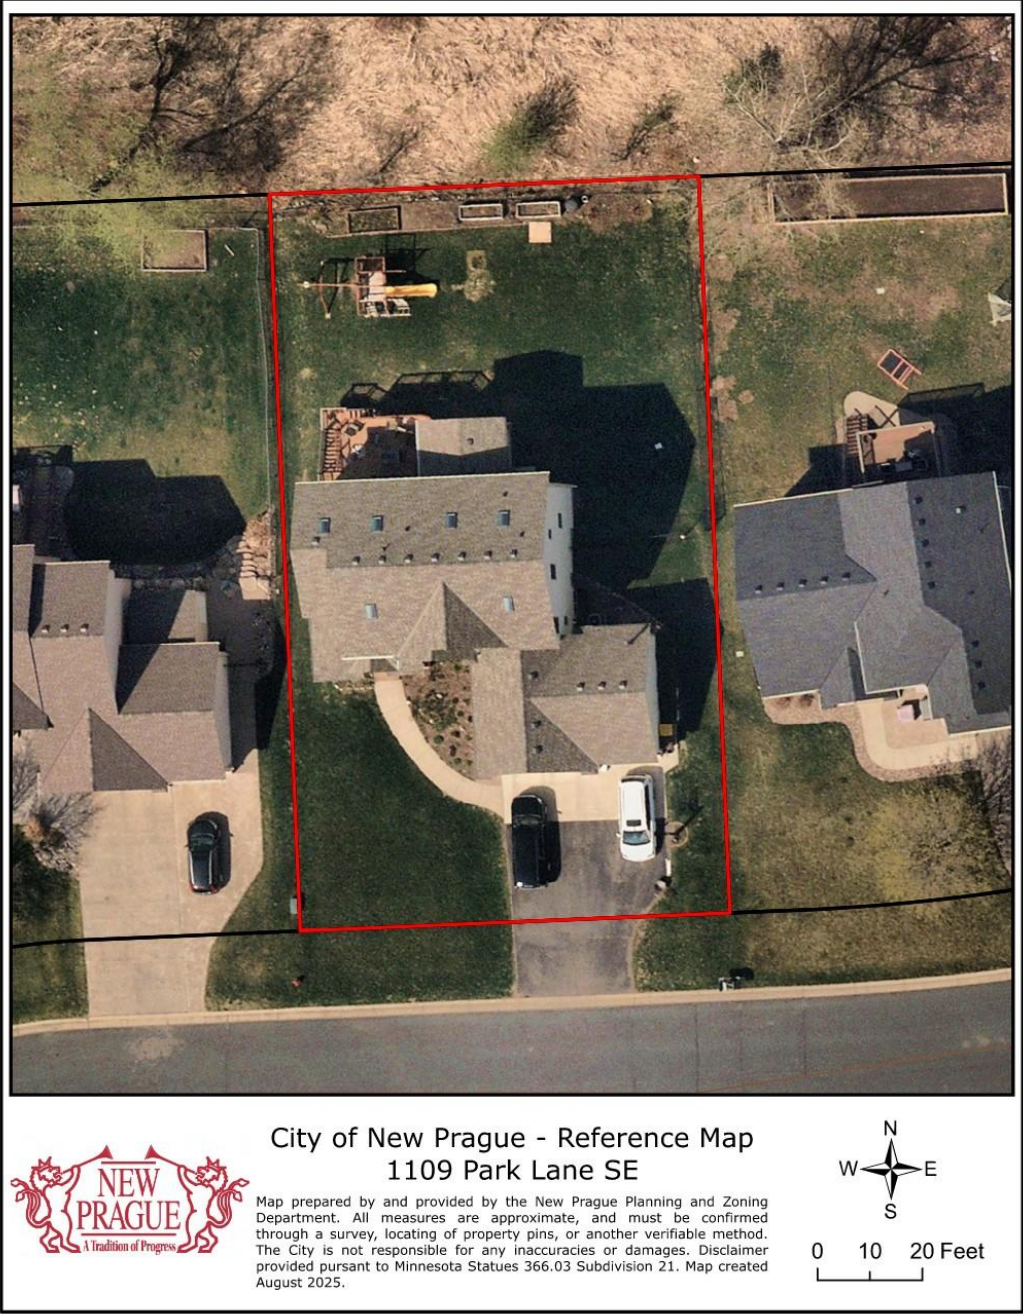 City of New Prague - Reference Map
1109 Park Lane SE
Map prepared by and provided by the New Prague Planning and Zoning
Department. All measures are approximate, and must be confirmed
through a survey, locating of property pins, or another verifiable method.
The City is not responsible for any inaccuracies or damages. Disclaimer
provided pursuant to Minnesota Statues 366.03 Subdivision 21. Map created
August 2025.
NEW
PRAGUE
A Tradition of Progress
N
W E
S
0 10 20 Feet